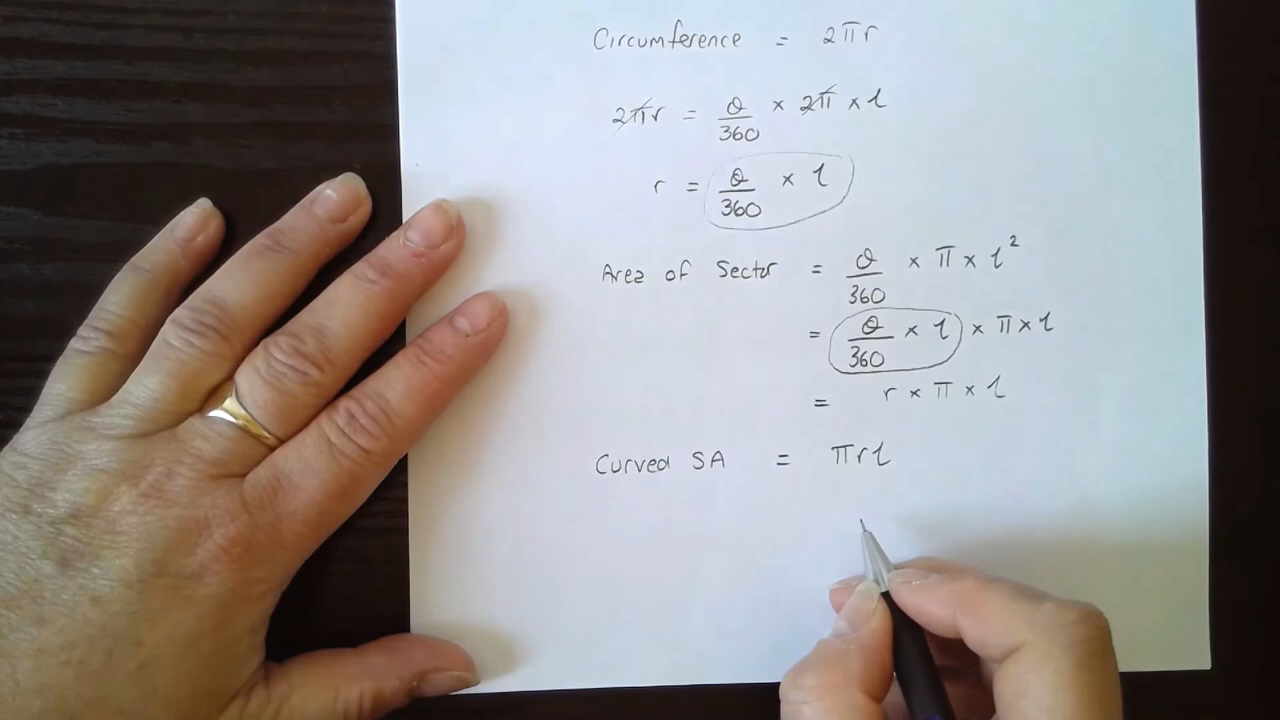 Circumference = 2πr
2πr = θ/360 × 2π × l
r = θ/360 × l
Area of Sector = θ/360 × π × l²
= θ/360 × l × π × l
= r × π × l
Curved SA = πrl